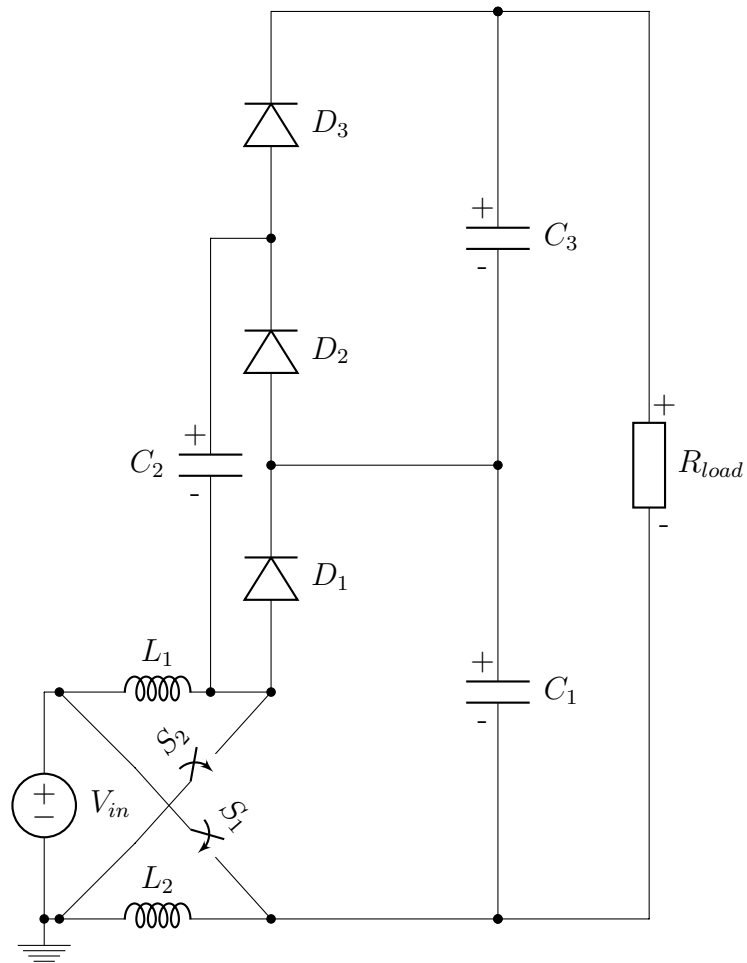 D3
+
C3
-
D2
+
C2
-
+
Rload
-
D1
L1
+
C1
-
S2
+
−
Vin
S1
L2